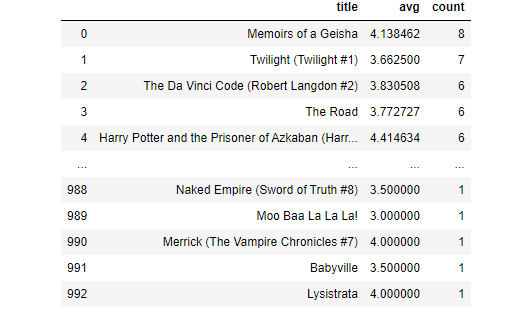 title avg count
0 Memoirs of a Geisha 4.138462 8
1 Twilight (Twilight #1) 3.662500 7
2 The Da Vinci Code (Robert Langdon #2) 3.830508 6
3 The Road 3.772727 6
4 Harry Potter and the Prisoner of Azkaban (Harr... 4.414634 6
... ... ... ...
988 Naked Empire (Sword of Truth #8) 3.500000 1
989 Moo Baa La La La! 3.000000 1
990 Merrick (The Vampire Chronicles #7) 4.000000 1
991 Babyville 3.500000 1
992 Lysistrata 4.000000 1